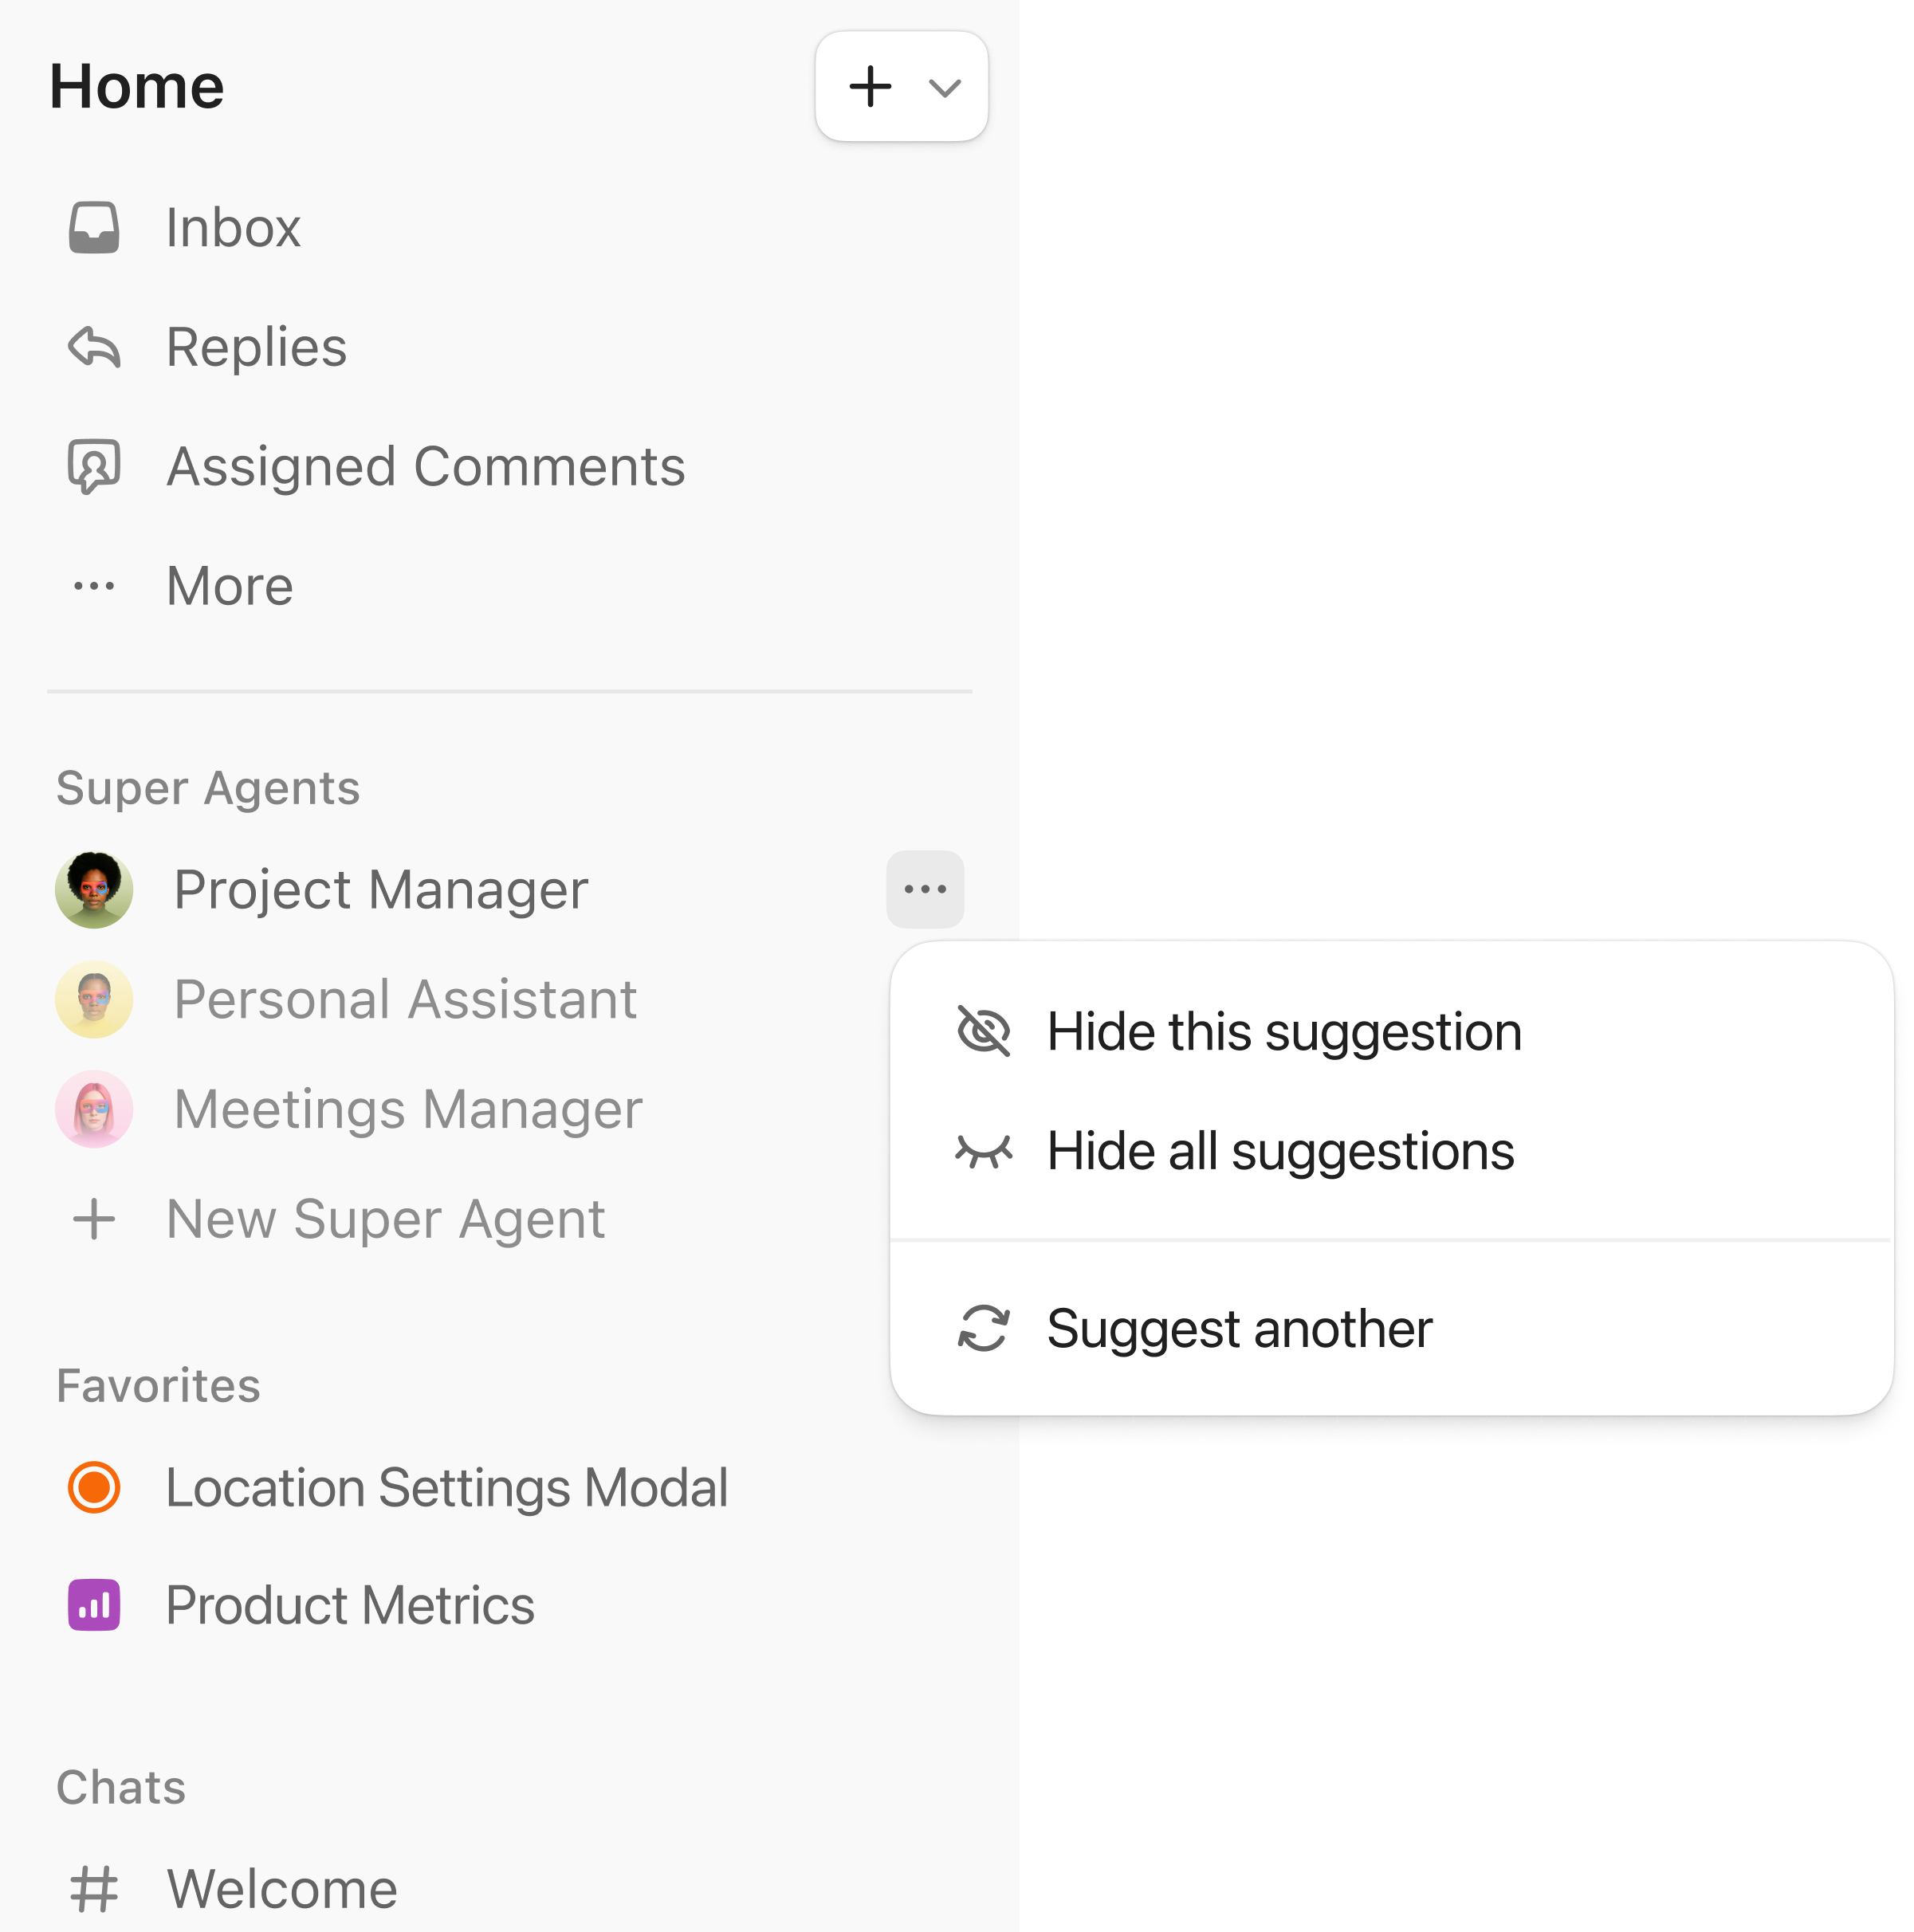 Home
Inbox
Replies
Assigned Comments
More
Super Agents
Project Manager
Personal Assistant
Meetings Manager
New Super Agent
Hide this suggestion
Hide all suggestions
Suggest another
Favorites
Location Settings Modal
Product Metrics
Chats
Welcome